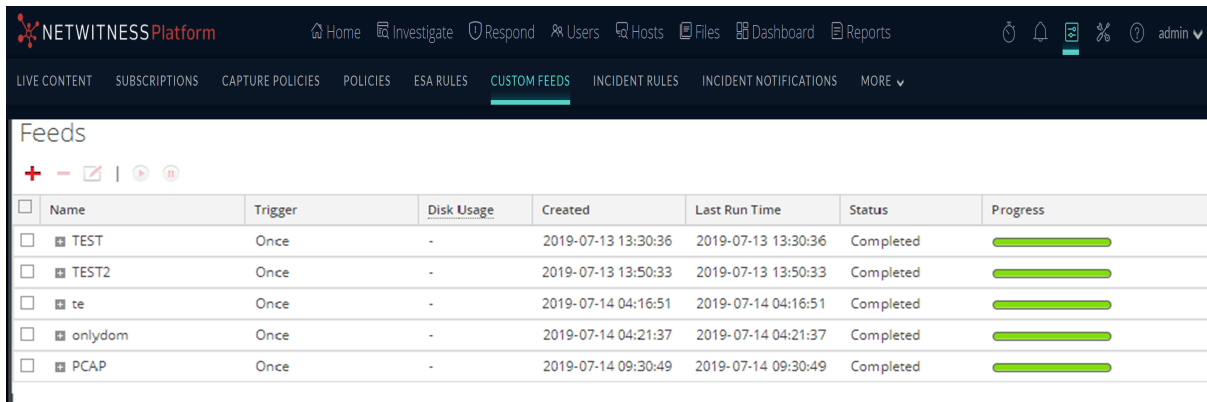 NETWITNESS Platform Home Investigate Respond Users Hosts Files Dashboard Reports admin
LIVE CONTENT SUBSCRIPTIONS CAPTURE POLICIES POLICIES ESA RULES CUSTOM FEEDS INCIDENT RULES INCIDENT NOTIFICATIONS MORE
Feeds
Name Trigger Disk Usage Created Last Run Time Status Progress
TEST Once - 2019-07-13 13:30:36 2019-07-13 13:30:36 Completed
TEST2 Once - 2019-07-13 13:50:33 2019-07-13 13:50:33 Completed
te Once - 2019-07-14 04:16:51 2019-07-14 04:16:51 Completed
onlydom Once - 2019-07-14 04:21:37 2019-07-14 04:21:37 Completed
PCAP Once - 2019-07-14 09:30:49 2019-07-14 09:30:49 Completed